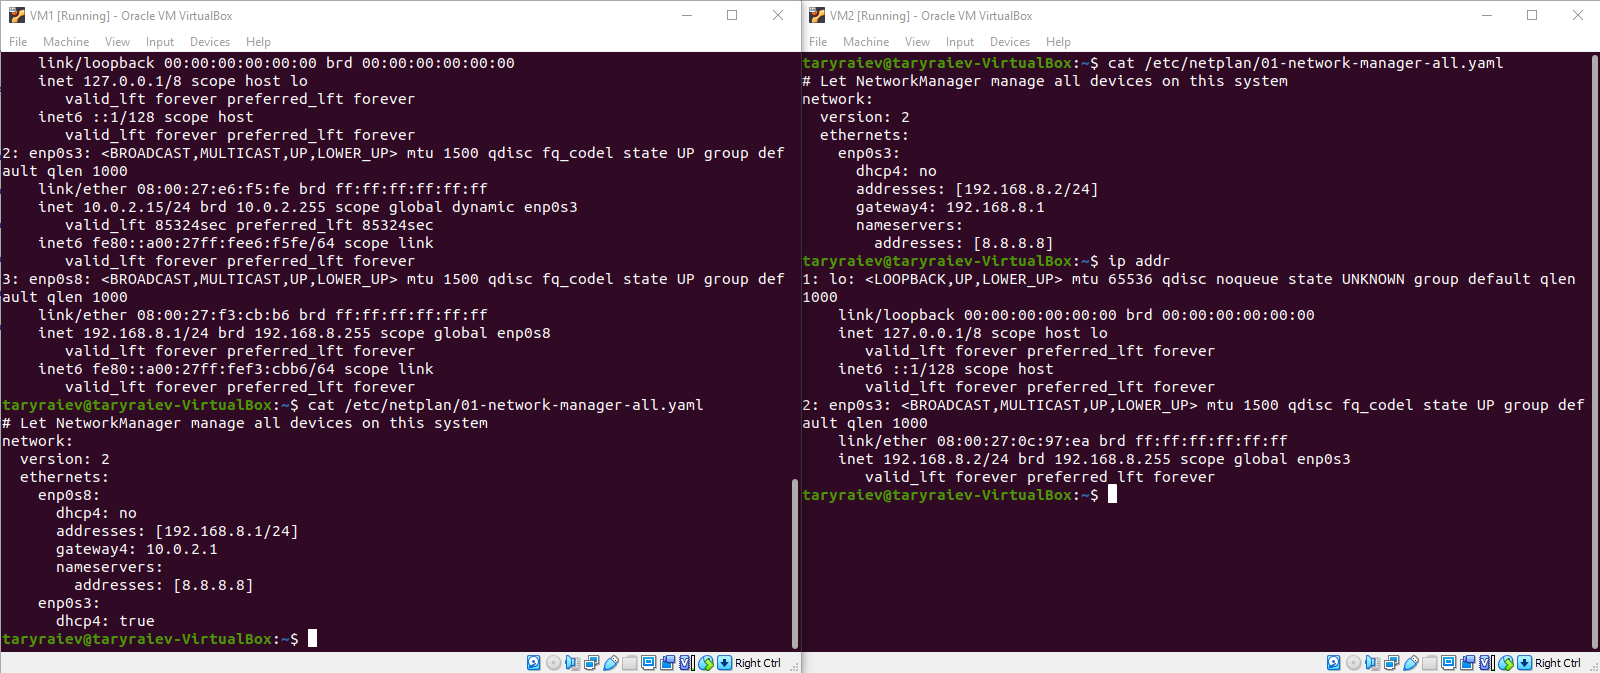 VM1 [Running] - Oracle VM VirtualBox
File Machine View Input Devices Help
    link/loopback 00:00:00:00:00:00 brd 00:00:00:00:00:00
    inet 127.0.0.1/8 scope host lo
       valid_lft forever preferred_lft forever
    inet6 ::1/128 scope host
       valid_lft forever preferred_lft forever
2: enp0s3: <BROADCAST,MULTICAST,UP,LOWER_UP> mtu 1500 qdisc fq_codel state UP group def
ault qlen 1000
    link/ether 08:00:27:e6:f5:fe brd ff:ff:ff:ff:ff:ff
    inet 10.0.2.15/24 brd 10.0.2.255 scope global dynamic enp0s3
       valid_lft 85324sec preferred_lft 85324sec
    inet6 fe80::a00:27ff:fee6:f5fe/64 scope link
       valid_lft forever preferred_lft forever
3: enp0s8: <BROADCAST,MULTICAST,UP,LOWER_UP> mtu 1500 qdisc fq_codel state UP group def
ault qlen 1000
    link/ether 08:00:27:f3:cb:b6 brd ff:ff:ff:ff:ff:ff
    inet 192.168.8.1/24 brd 192.168.8.255 scope global enp0s8
       valid_lft forever preferred_lft forever
    inet6 fe80::a00:27ff:fef3:cbb6/64 scope link
       valid_lft forever preferred_lft forever
taryraiev@taryraiev-VirtualBox:~$ cat /etc/netplan/01-network-manager-all.yaml
# Let NetworkManager manage all devices on this system
network:
  version: 2
  ethernets:
    enp0s8:
      dhcp4: no
      addresses: [192.168.8.1/24]
      gateway4: 10.0.2.1
      nameservers:
        addresses: [8.8.8.8]
    enp0s3:
      dhcp4: true
taryraiev@taryraiev-VirtualBox:~$
Right Ctrl
VM2 [Running] - Oracle VM VirtualBox
File Machine View Input Devices Help
taryraiev@taryraiev-VirtualBox:~$ cat /etc/netplan/01-network-manager-all.yaml
# Let NetworkManager manage all devices on this system
network:
  version: 2
  ethernets:
    enp0s3:
      dhcp4: no
      addresses: [192.168.8.2/24]
      gateway4: 192.168.8.1
      nameservers:
        addresses: [8.8.8.8]
taryraiev@taryraiev-VirtualBox:~$ ip addr
1: lo: <LOOPBACK,UP,LOWER_UP> mtu 65536 qdisc noqueue state UNKNOWN group default qlen
1000
    link/loopback 00:00:00:00:00:00 brd 00:00:00:00:00:00
    inet 127.0.0.1/8 scope host lo
       valid_lft forever preferred_lft forever
    inet6 ::1/128 scope host
       valid_lft forever preferred_lft forever
2: enp0s3: <BROADCAST,MULTICAST,UP,LOWER_UP> mtu 1500 qdisc fq_codel state UP group def
ault qlen 1000
    link/ether 08:00:27:0c:97:ea brd ff:ff:ff:ff:ff:ff
    inet 192.168.8.2/24 brd 192.168.8.255 scope global enp0s3
       valid_lft forever preferred_lft forever
taryraiev@taryraiev-VirtualBox:~$
Right Ctrl